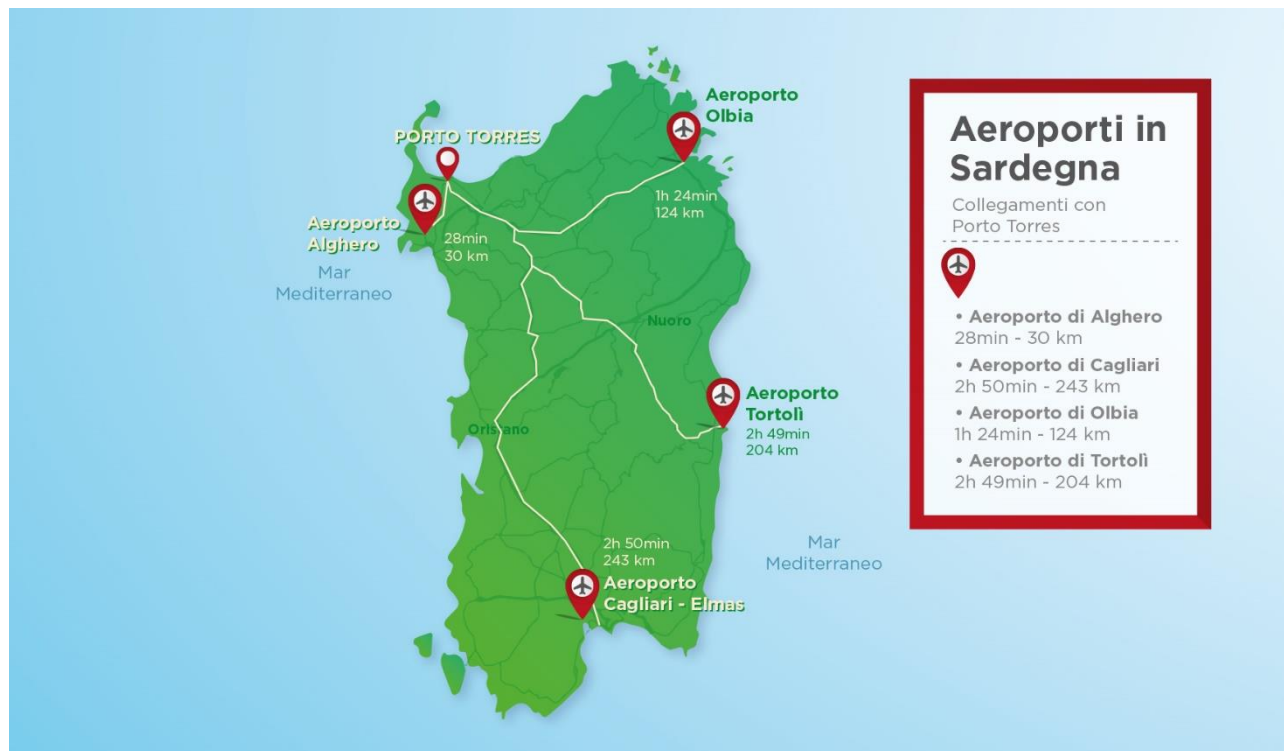 Aeroporto
Olbia
PORTO TORRES
1h 24min
124 km
Aeroporto
Alghero
28min
30 km
Mar
Mediterraneo
Nuoro
Aeroporto
Tortolì
2h 49min
204 km
Oristano
2h 50min
243 km
Aeroporto
Cagliari - Elmas
Mar
Mediterraneo
Aeroporti in
Sardegna
Collegamenti con
Porto Torres
• Aeroporto di Alghero
28min - 30 km
• Aeroporto di Cagliari
2h 50min - 243 km
• Aeroporto di Olbia
1h 24min - 124 km
• Aeroporto di Tortolì
2h 49min - 204 km